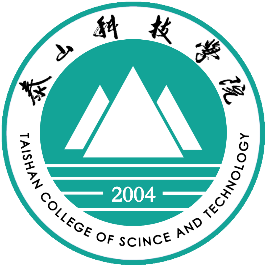 泰山科技学院
2004
TAISHAN COLLEGE OF SCINCE AND TECHNOLOGY